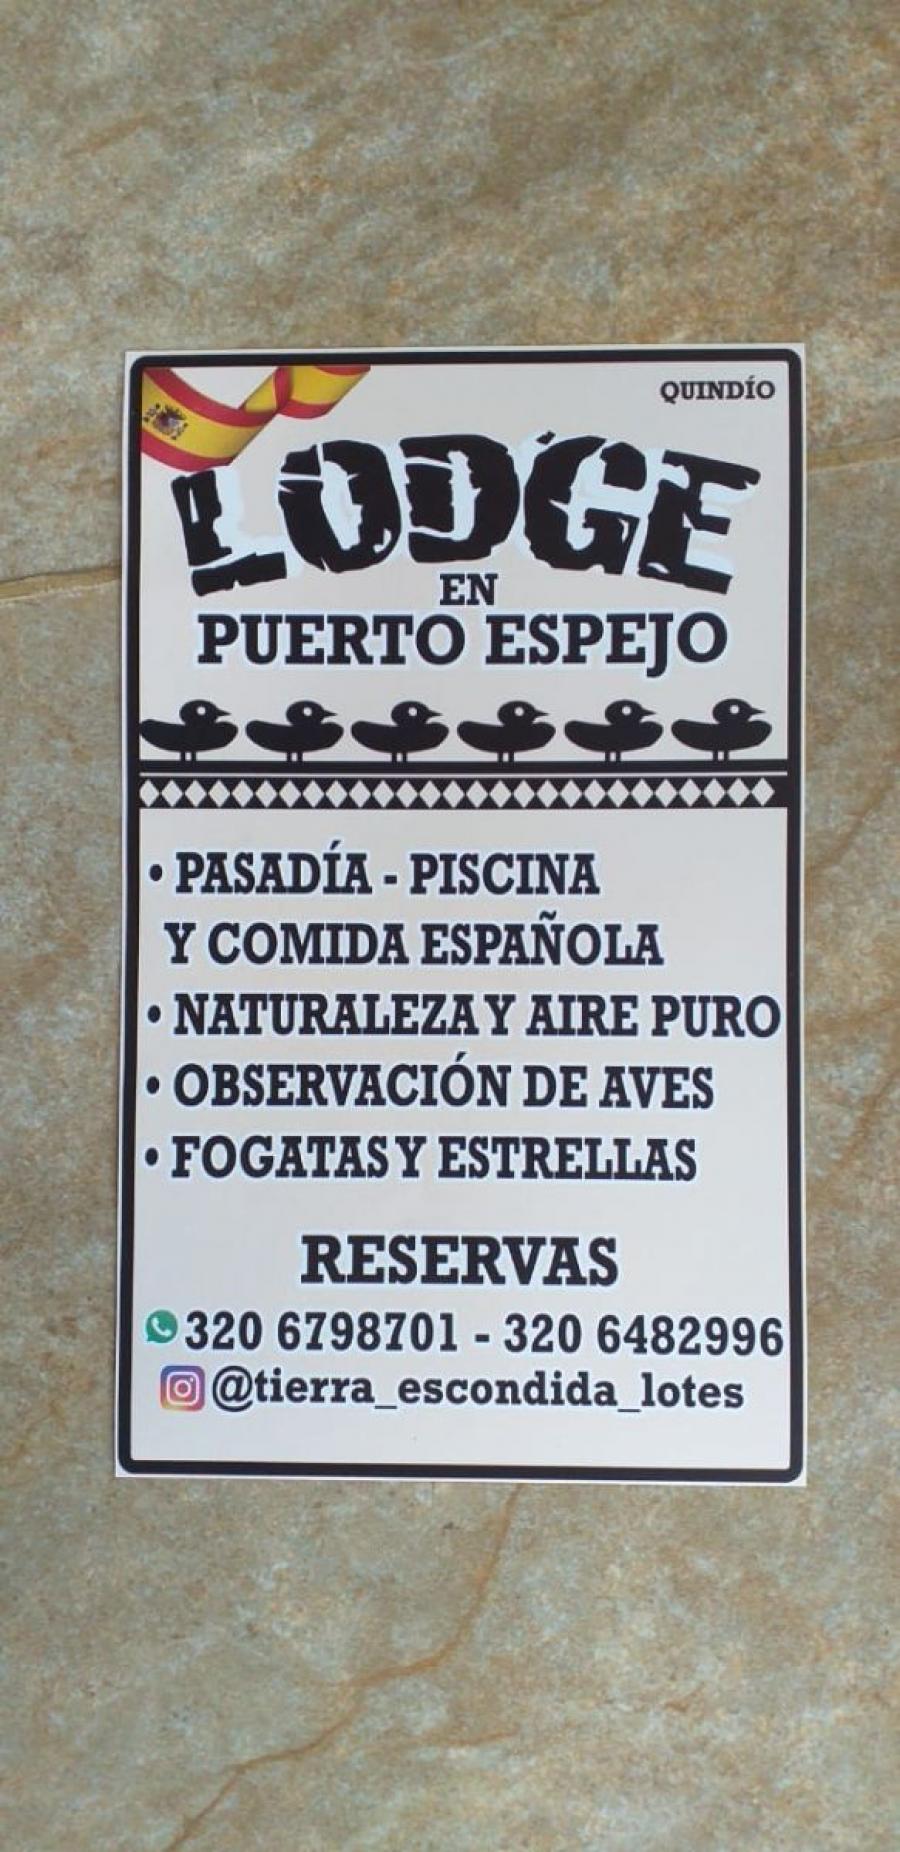 QUINDÍO
LODGE
EN
PUERTO ESPEJO
• PASADÍA - PISCINA
Y COMIDA ESPAÑOLA
• NATURALEZA Y AIRE PURO
• OBSERVACIÓN DE AVES
• FOGATAS Y ESTRELLAS
RESERVAS
320 6798701 - 320 6482996
@tierra_escondida_lotes